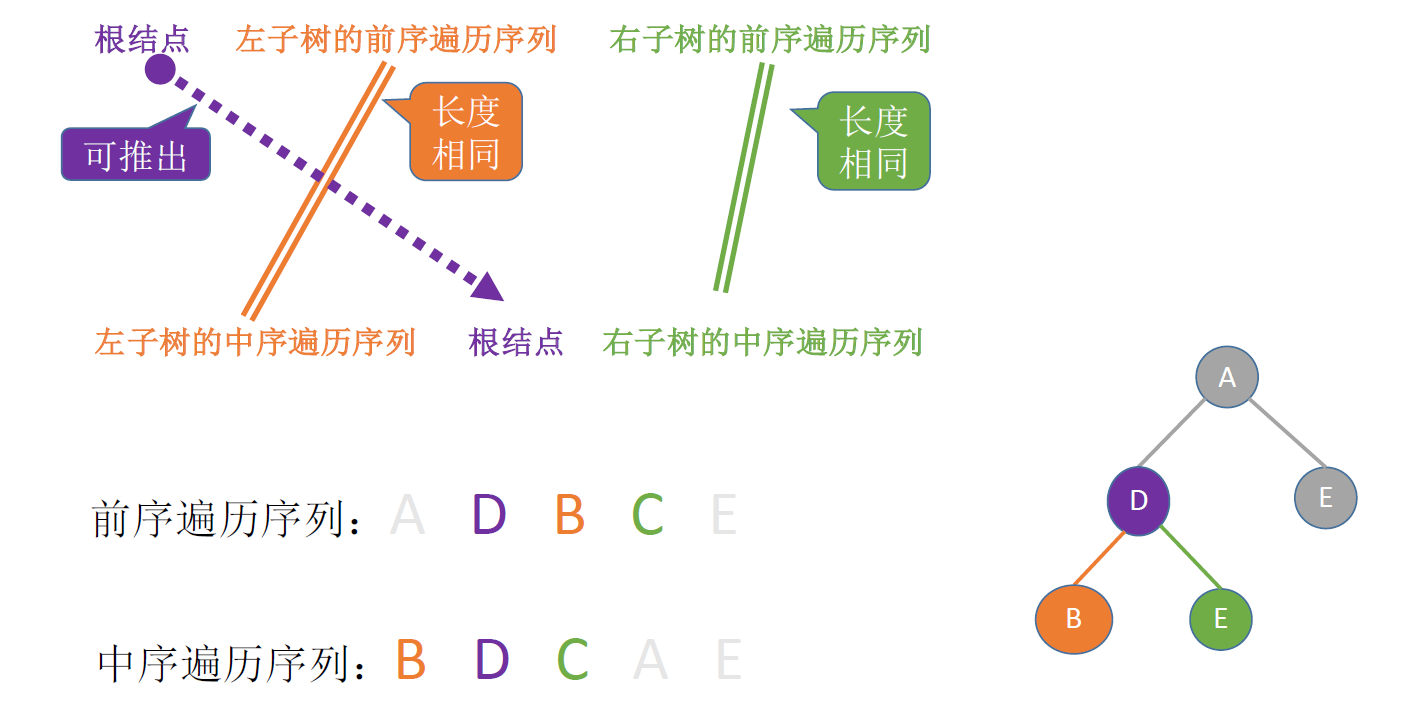 根结点 左子树的前序遍历序列 右子树的前序遍历序列
可推出
长度
相同
长度
相同
左子树的中序遍历序列 根结点 右子树的中序遍历序列
前序遍历序列: A D B C E
中序遍历序列: B D C A E
A
D
E
B
E